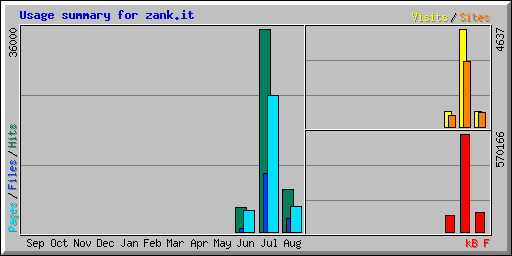 Usage summary for zank.it
Visits/Sites
36000
4637
Pages/Files/Hits
570166
Sep Oct Nov Dec Jan Feb Mar Apr May Jun Jul Aug
kB F